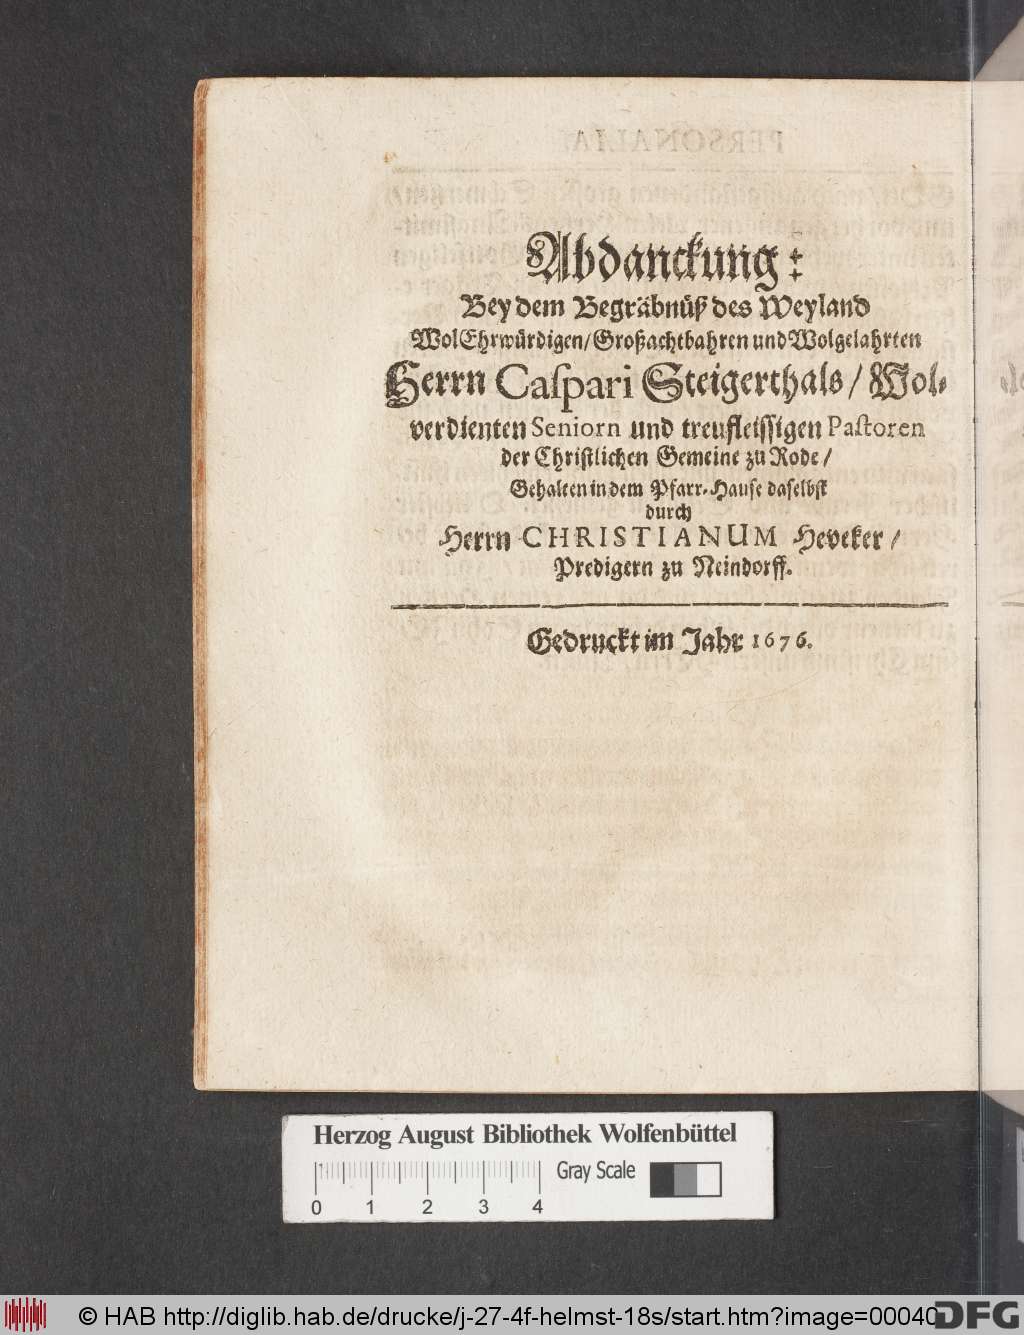 Abdanckung:
Bey dem Begräbnüß des Weyland
WolEhrwürdigen/Großachtbahren und Wolgelahrten
Herrn Caſpari Steigerthals/Wol-
verdienten Seniorn und treufleiſſigen Paſtoren
der Chriſtlichen Gemeine zu Rode/
Gehalten in dem Pfarr-Hauſe daſelbſt
durch
Herrn CHRISTIANUM Heveker/
Predigern zu Neindorff.
Gedruckt im Jahr 1676.
Herzog August Bibliothek Wolfenbüttel
Gray Scale
0 1 2 3 4
© HAB http://diglib.hab.de/drucke/j-27-4f-helmst-18s/start.htm?image=00040
DFG